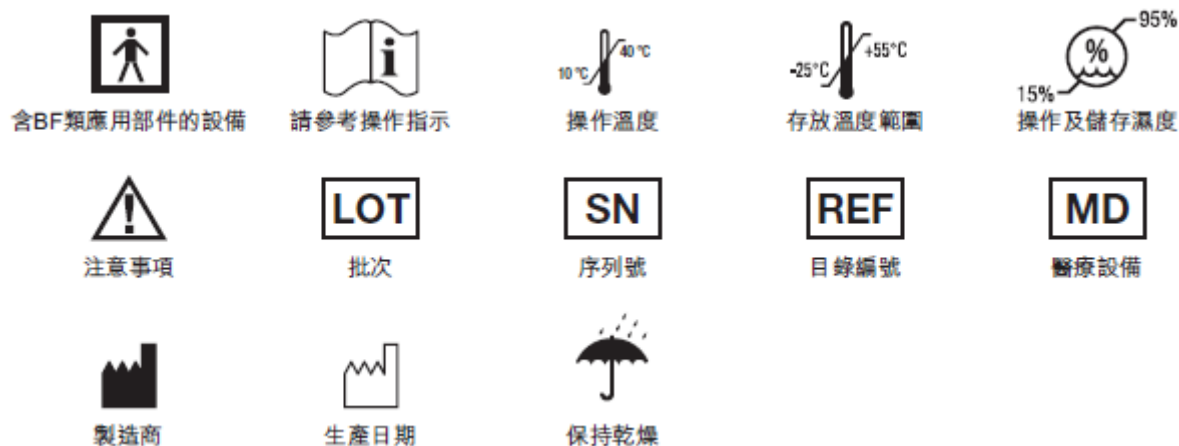 95%
40 °C
+55°C
%
i
10 °C
-25°C
15%
含BF類應用部件的設備 請參考操作指示 操作溫度 存放溫度範圍 操作及儲存濕度
! LOT SN REF MD
注意事項 批次 序列號 目錄編號 醫療設備
製造商 生產日期 保持乾燥